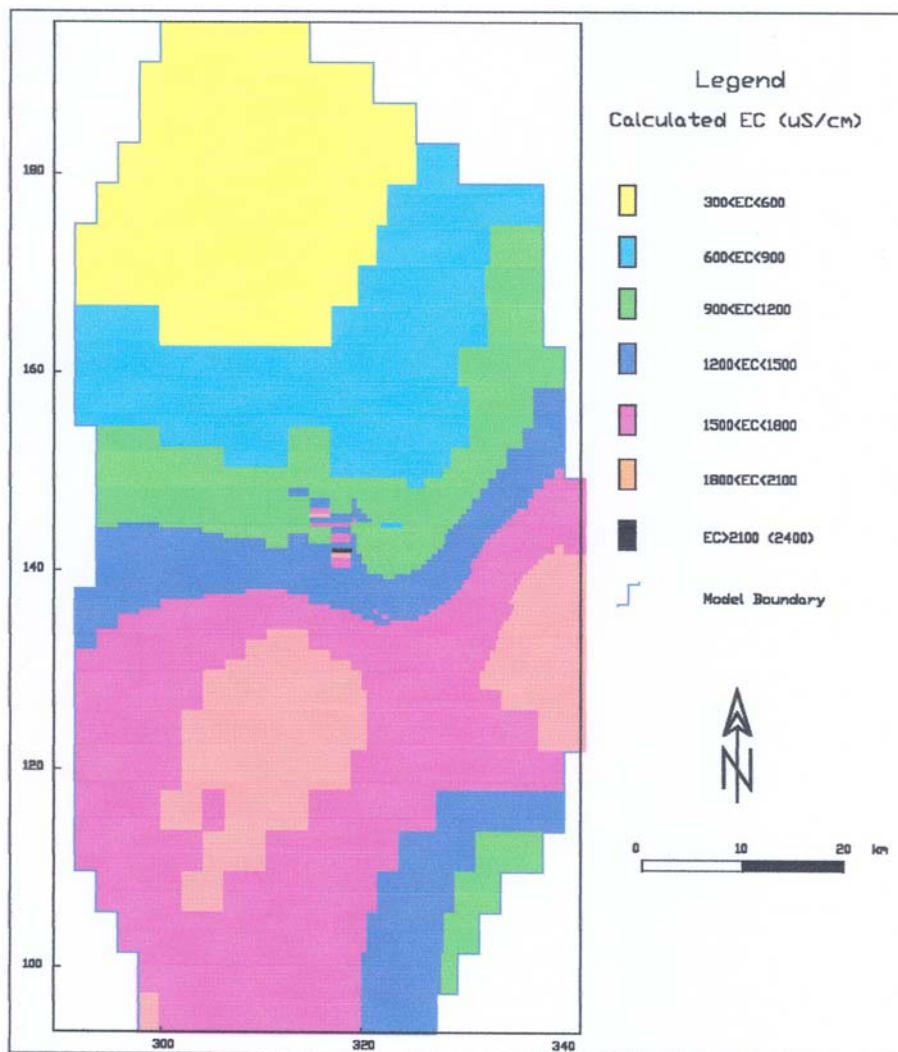 Legend
Calculated EC (uS/cm)
180
300<EC<600
600<EC<900
900<EC<1200
160
1200<EC<1500
1500<EC<1800
1800<EC<2100
EC>2100 (2400)
140
Model Boundary
120
N
0 10 20 km
100
300 320 340